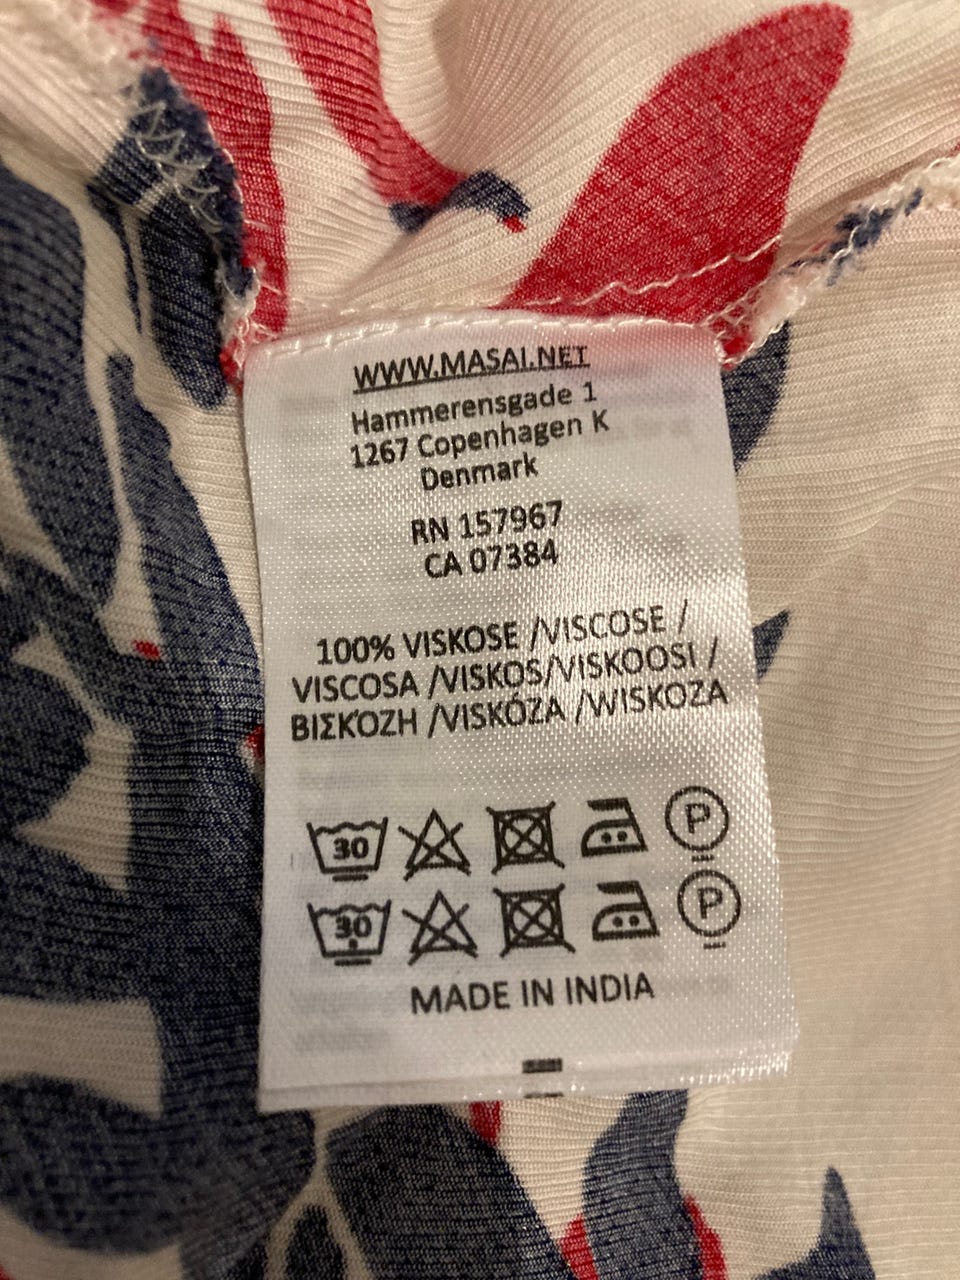 WWW.MASAI.NET
Hammerensgade 1
1267 Copenhagen K
Denmark
RN 157967
CA 07384
100% VISKOSE /VISCOSE /
VISCOSA /VISKOS/VISKOOSI /
ΒΙΣΚΌΖΗ /VISKÓZA /WISKOZA
30 P
30 P
MADE IN INDIA